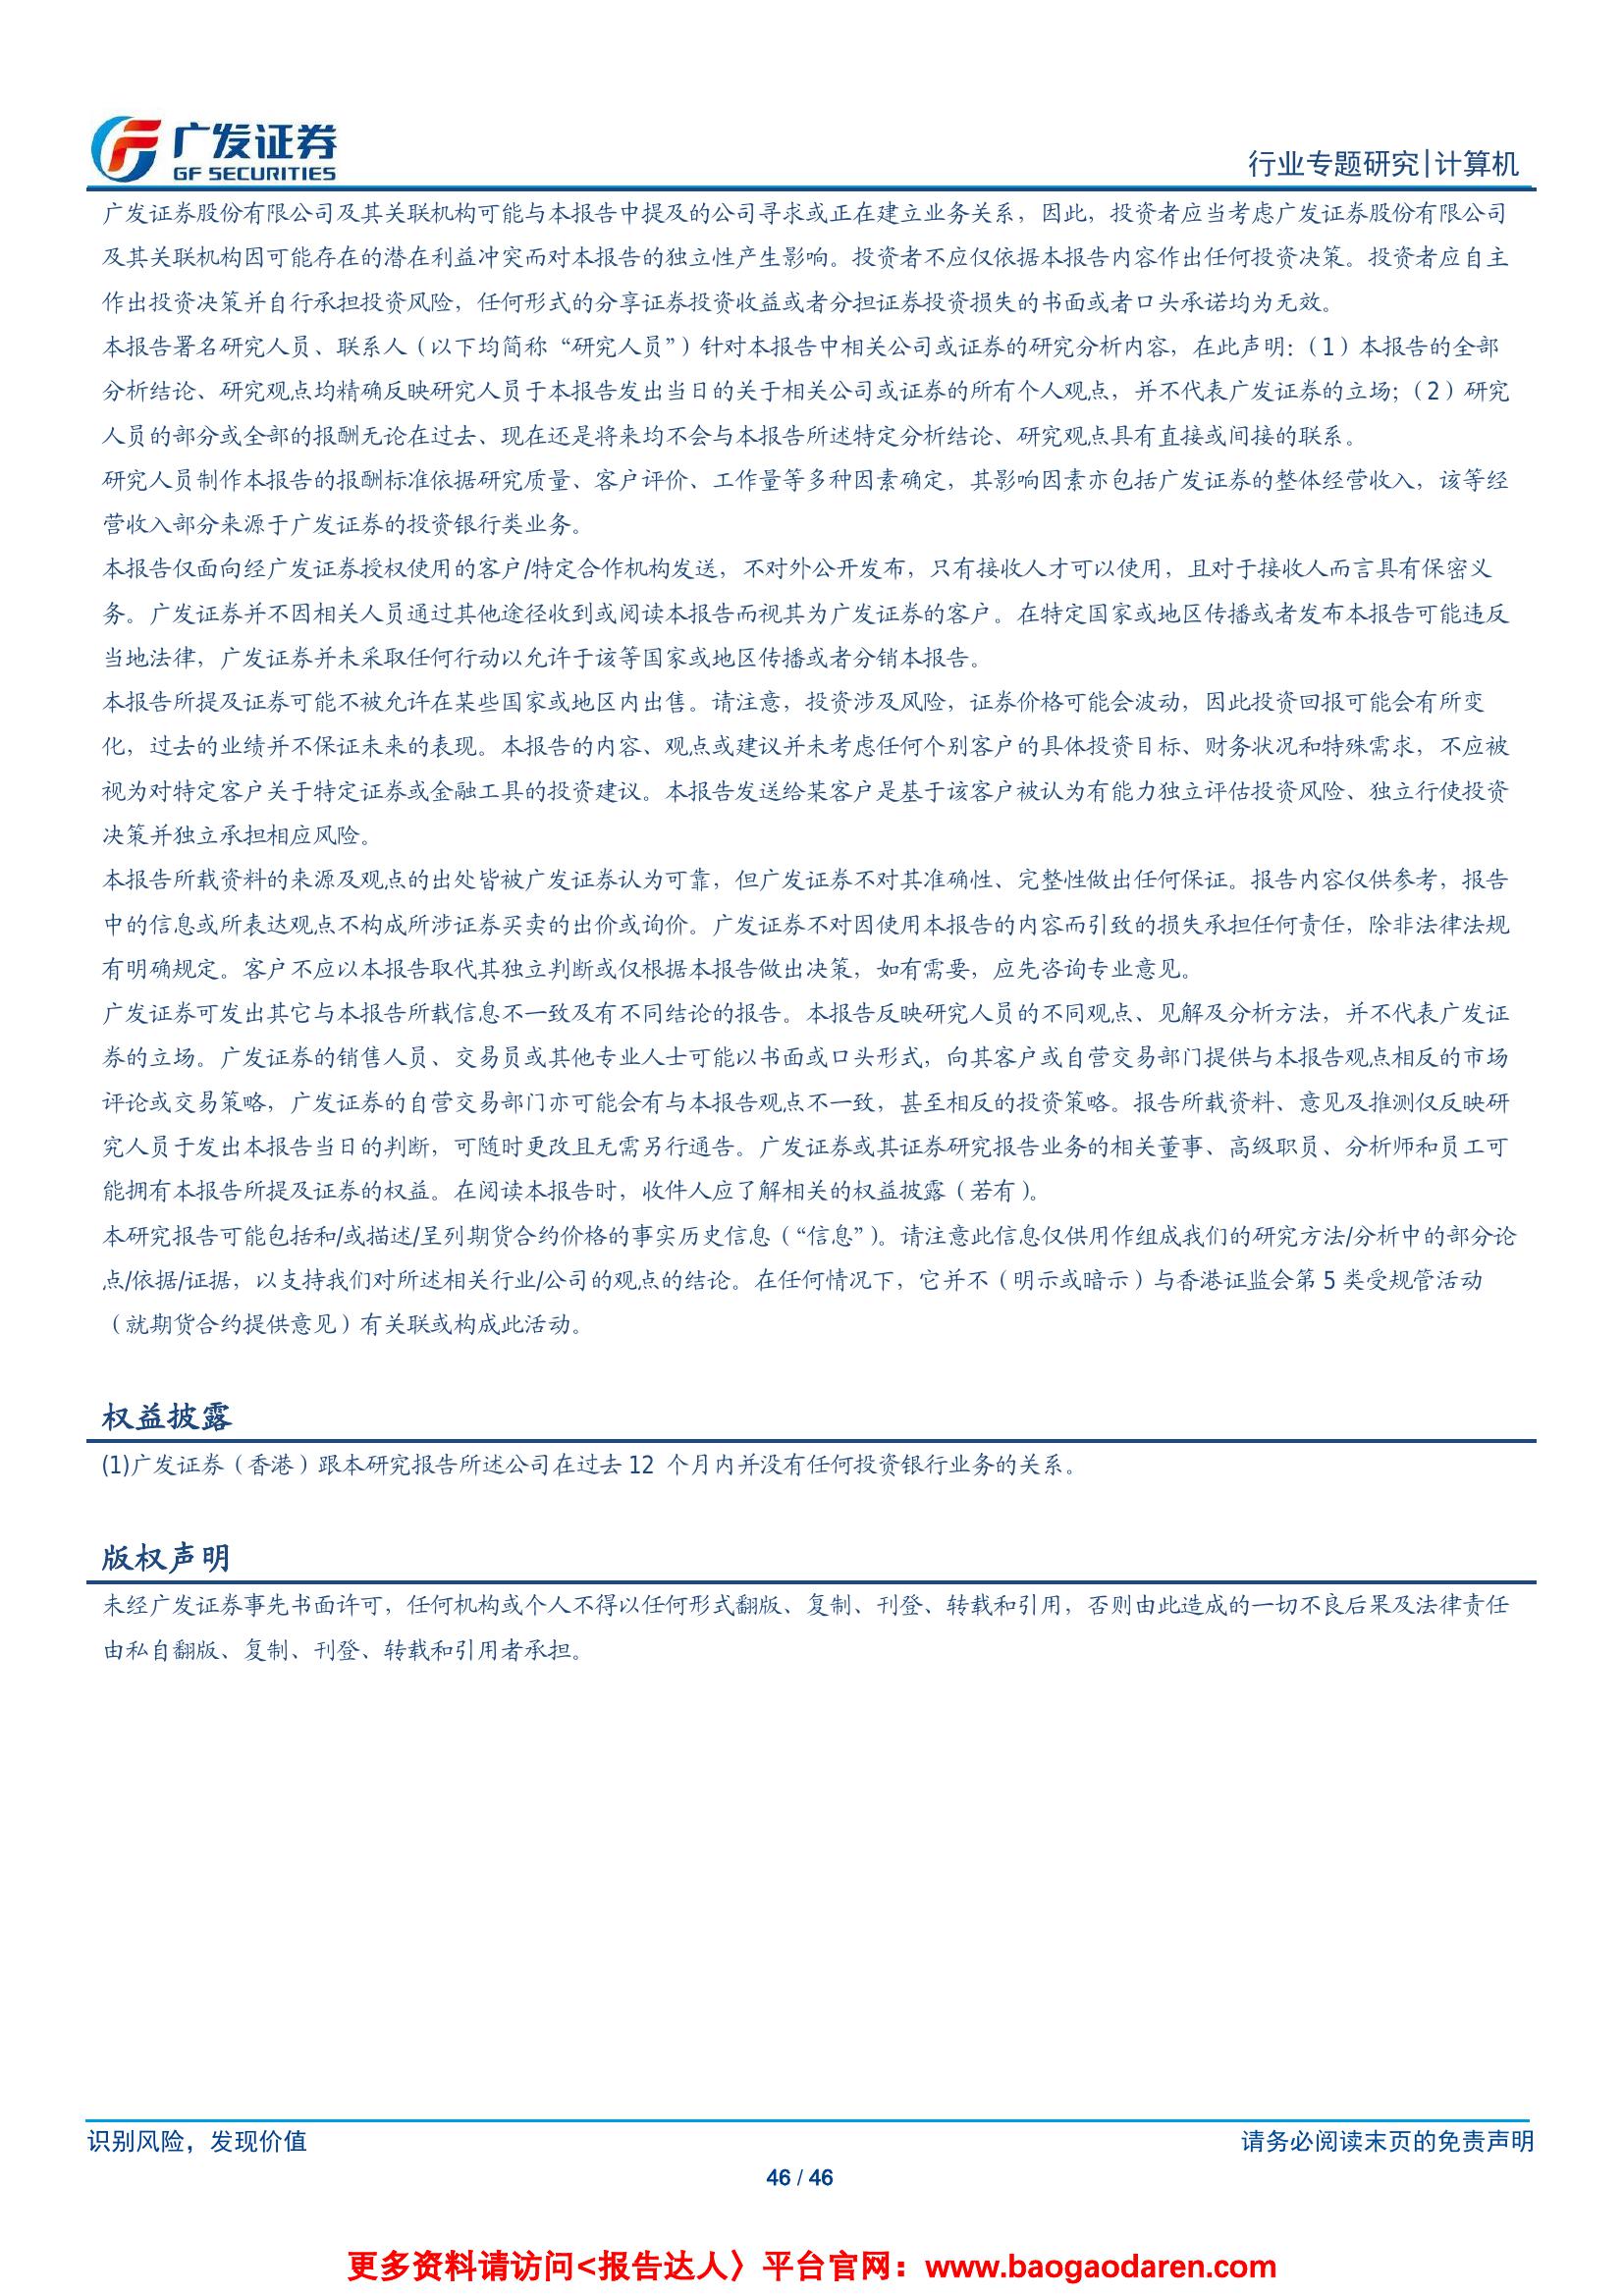 广发证券
GF SECURITIES
行业专题研究|计算机
广发证券股份有限公司及其关联机构可能与本报告中提及的公司寻求或正在建立业务关系，因此，投资者应当考虑广发证券股份有限公司
及其关联机构因可能存在的潜在利益冲突而对本报告的独立性产生影响。投资者不应仅依据本报告内容作出任何投资决策。投资者应自主
作出投资决策并自行承担投资风险，任何形式的分享证券投资收益或者分担证券投资损失的书面或者口头承诺均为无效。
本报告署名研究人员、联系人（以下均简称“研究人员”）针对本报告中相关公司或证券的研究分析内容，在此声明：（1）本报告的全部
分析结论、研究观点均精确反映研究人员于本报告发出当日的关于相关公司或证券的所有个人观点，并不代表广发证券的立场；（2）研究
人员的部分或全部的报酬无论在过去、现在还是将来均不会与本报告所述特定分析结论、研究观点具有直接或间接的联系。
研究人员制作本报告的报酬标准依据研究质量、客户评价、工作量等多种因素确定，其影响因素亦包括广发证券的整体经营收入，该等经
营收入部分来源于广发证券的投资银行类业务。
本报告仅面向经广发证券授权使用的客户/特定合作机构发送，不对外公开发布，只有接收人才可以使用，且对于接收人而言具有保密义
务。广发证券并不因相关人员通过其他途径收到或阅读本报告而视其为广发证券的客户。在特定国家或地区传播或者发布本报告可能违反
当地法律，广发证券并未采取任何行动以允许于该等国家或地区传播或者分销本报告。
本报告所提及证券可能不被允许在某些国家或地区内出售。请注意，投资涉及风险，证券价格可能会波动，因此投资回报可能会有所变
化，过去的业绩并不保证未来的表现。本报告的内容、观点或建议并未考虑任何个别客户的具体投资目标、财务状况和特殊需求，不应被
视为对特定客户关于特定证券或金融工具的投资建议。本报告发送给某客户是基于该客户被认为有能力独立评估投资风险、独立行使投资
决策并独立承担相应风险。
本报告所载资料的来源及观点的出处皆被广发证券认为可靠，但广发证券不对其准确性、完整性做出任何保证。报告内容仅供参考，报告
中的信息或所表达观点不构成所涉证券买卖的出价或询价。广发证券不对因使用本报告的内容而引致的损失承担任何责任，除非法律法规
有明确规定。客户不应以本报告取代其独立判断或仅根据本报告做出决策，如有需要，应先咨询专业意见。
广发证券可发出其它与本报告所载信息不一致及有不同结论的报告。本报告反映研究人员的不同观点、见解及分析方法，并不代表广发证
券的立场。广发证券的销售人员、交易员或其他专业人士可能以书面或口头形式，向其客户或自营交易部门提供与本报告观点相反的市场
评论或交易策略，广发证券的自营交易部门亦可能会有与本报告观点不一致，甚至相反的投资策略。报告所载资料、意见及推测仅反映研
究人员于发出本报告当日的判断，可随时更改且无需另行通告。广发证券或其证券研究报告业务的相关董事、高级职员、分析师和员工可
能拥有本报告所提及证券的权益。在阅读本报告时，收件人应了解相关的权益披露（若有）。
本研究报告可能包括和/或描述/呈列期货合约价格的事实历史信息（“信息”）。请注意此信息仅供用作组成我们的研究方法/分析中的部分论
点/依据/证据，以支持我们对所述相关行业/公司的观点的结论。在任何情况下，它并不（明示或暗示）与香港证监会第 5 类受规管活动
（就期货合约提供意见）有关联或构成此活动。
权益披露
(1)广发证券（香港）跟本研究报告所述公司在过去 12 个月内并没有任何投资银行业务的关系。
版权声明
未经广发证券事先书面许可，任何机构或个人不得以任何形式翻版、复制、刊登、转载和引用，否则由此造成的一切不良后果及法律责任
由私自翻版、复制、刊登、转载和引用者承担。
识别风险，发现价值
请务必阅读末页的免责声明
46 / 46
更多资料请访问<报告达人〉平台官网：www.baogaodaren.com